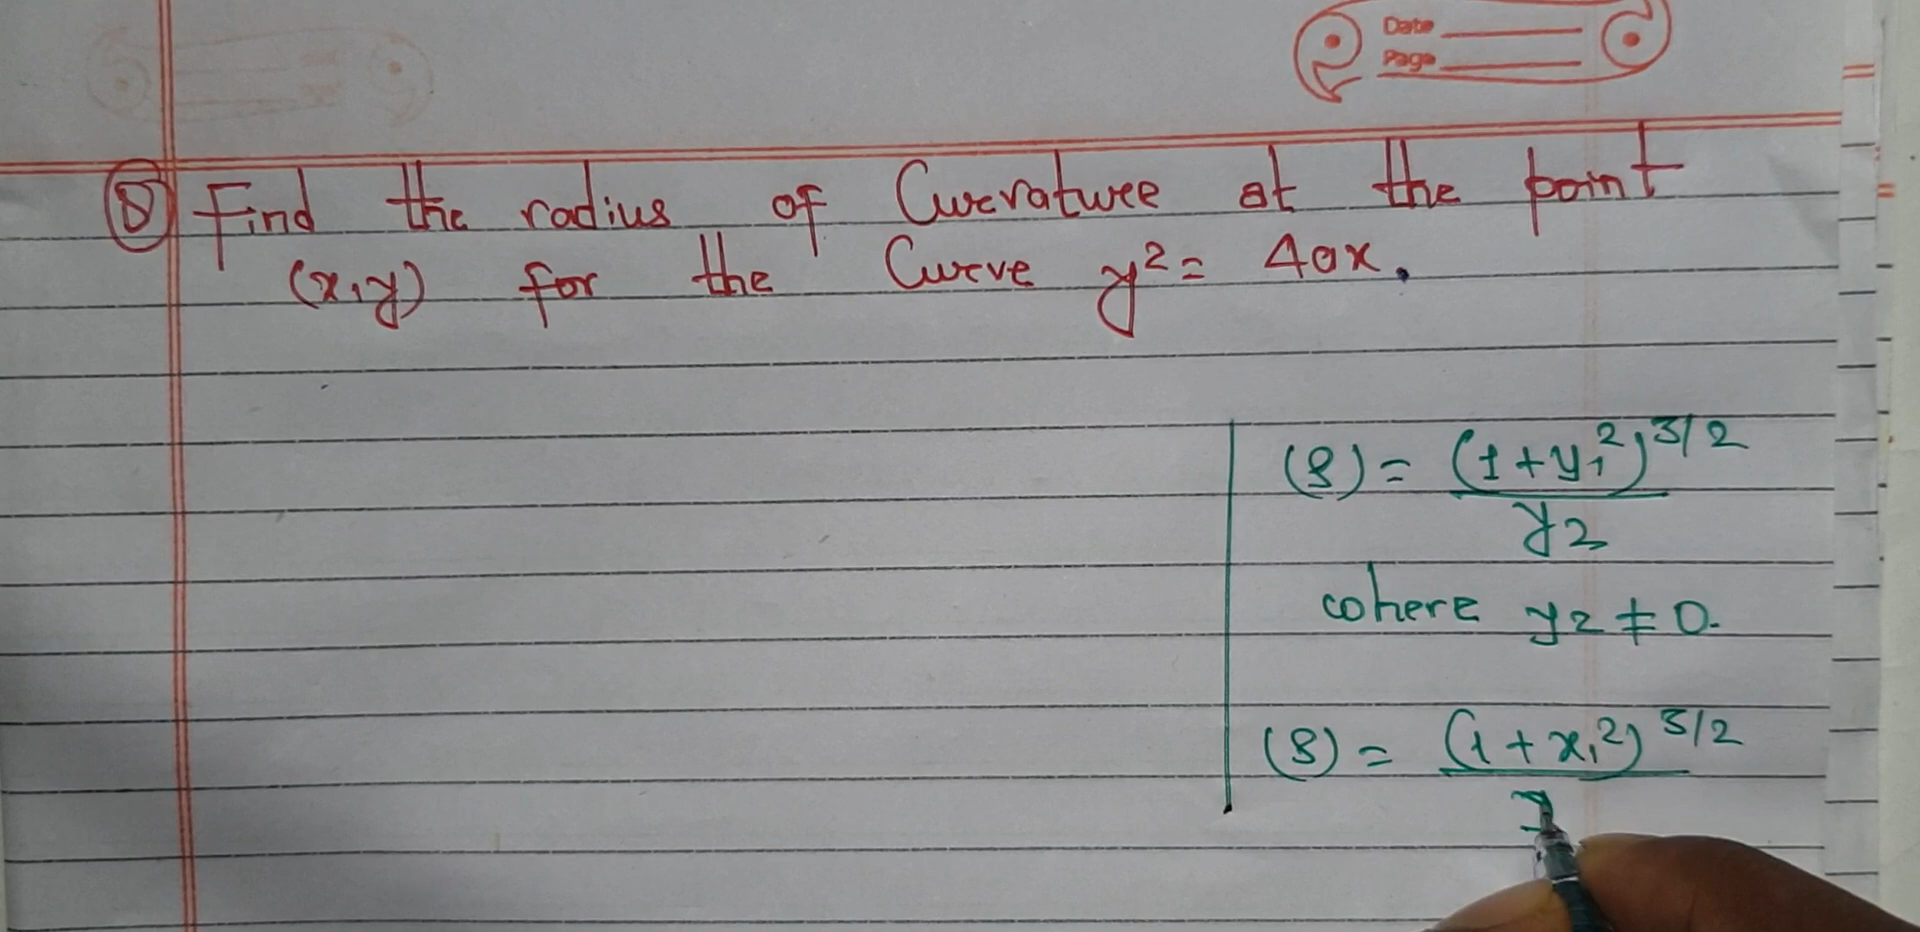 Date
Page
8 Find the radius of Curvature at the point
(x,y) for the Curve y² = 4ax.
(ρ) = (1+y₁²)^3/2 / y₂
where y₂ ≠ 0.
(ρ) = (1+x₁²)^3/2